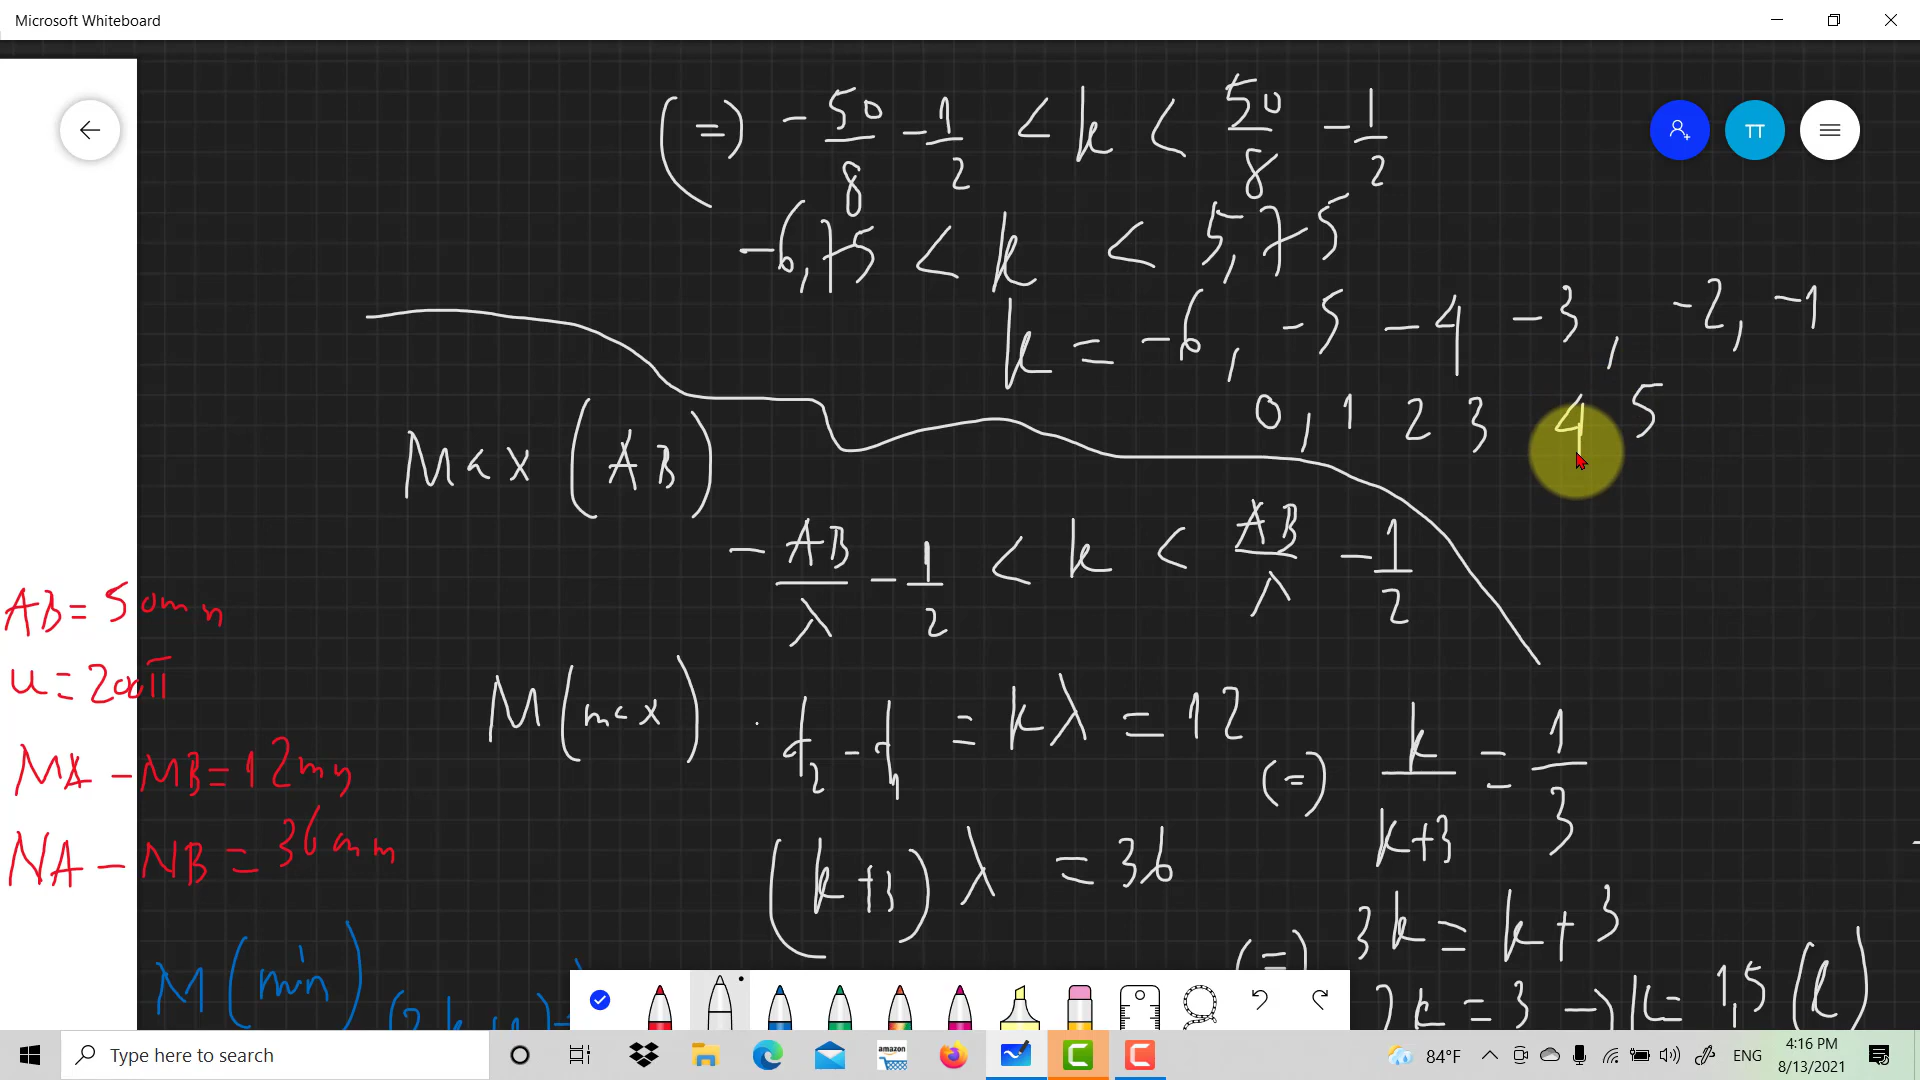 Microsoft Whiteboard
(=) - 50/8 - 1/2 < k < 50/8 - 1/2
TT
-6,75 < k < 5,75
k = -6, -5 -4 -3, -2, -1
0, 1 2 3 4 5
Max (AB)
- AB/λ - 1/2 < k < AB/λ - 1/2
AB = 50mm
u = 200π
M (max) . d2 - d1 = kλ = 12
(=) k/k+3 = 1/3
MA - MB = 12mm
NA - NB = 36mm
(k+3) λ = 36
3k = k+3
M (min)
(=) 2k = 3 → k = 1,5 (l)
Type here to search
amazon
84°F
ENG
4:16 PM
8/13/2021